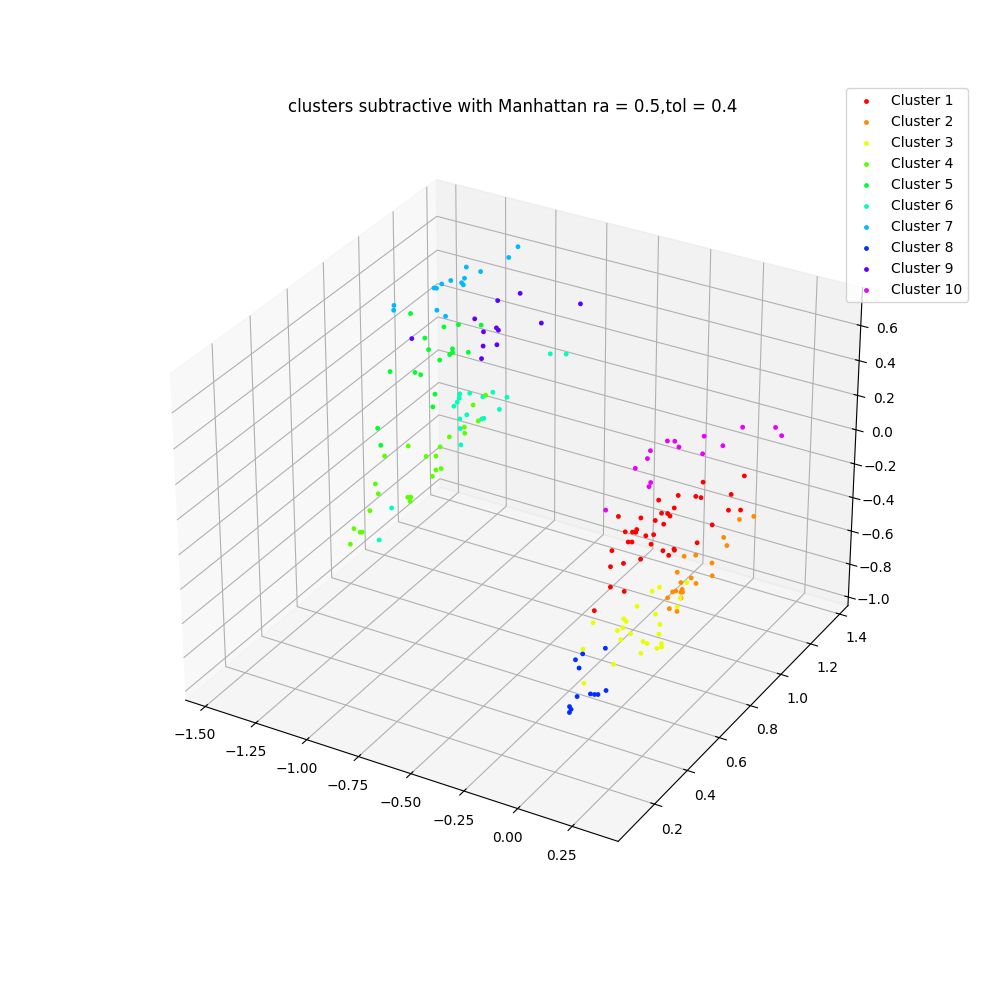 clusters subtractive with Manhattan ra = 0.5,tol = 0.4
Cluster 1
Cluster 2
Cluster 3
Cluster 4
Cluster 5
Cluster 6
Cluster 7
Cluster 8
Cluster 9
Cluster 10
0.6
0.4
0.2
0.0
−0.2
−0.4
−0.6
−0.8
−1.0
1.4
1.2
1.0
0.8
0.6
0.4
0.2
−1.50
−1.25
−1.00
−0.75
−0.50
−0.25
0.00
0.25